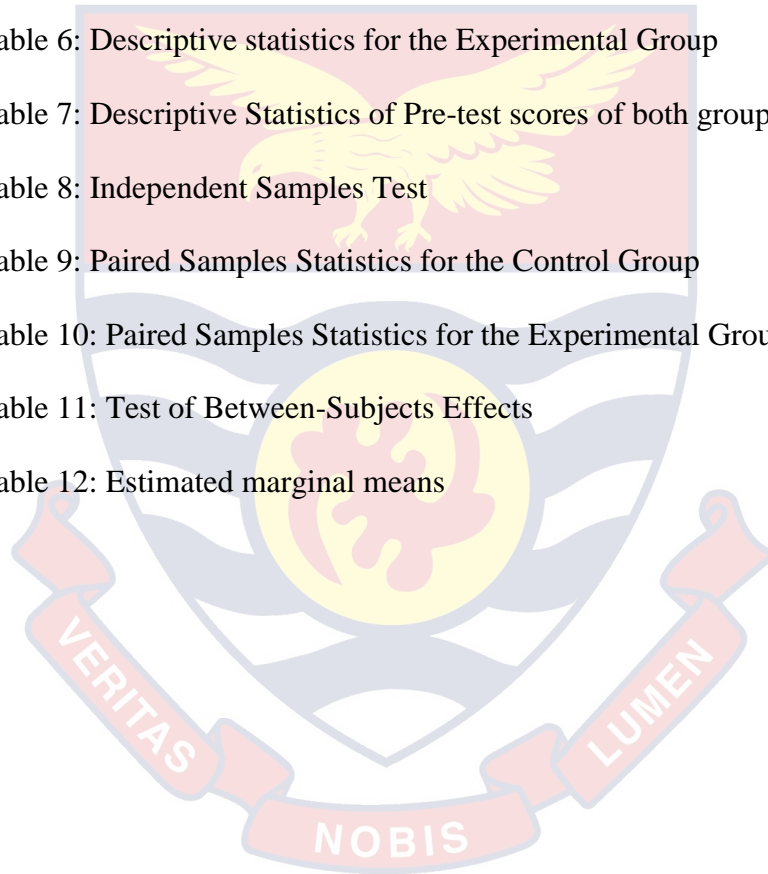 able 6: Descriptive statistics for the Experimental Group
able 7: Descriptive Statistics of Pre-test scores of both group
able 8: Independent Samples Test
able 9: Paired Samples Statistics for the Control Group
able 10: Paired Samples Statistics for the Experimental Grou
able 11: Test of Between-Subjects Effects
able 12: Estimated marginal means
VERITAS
NOBIS
LUMEN